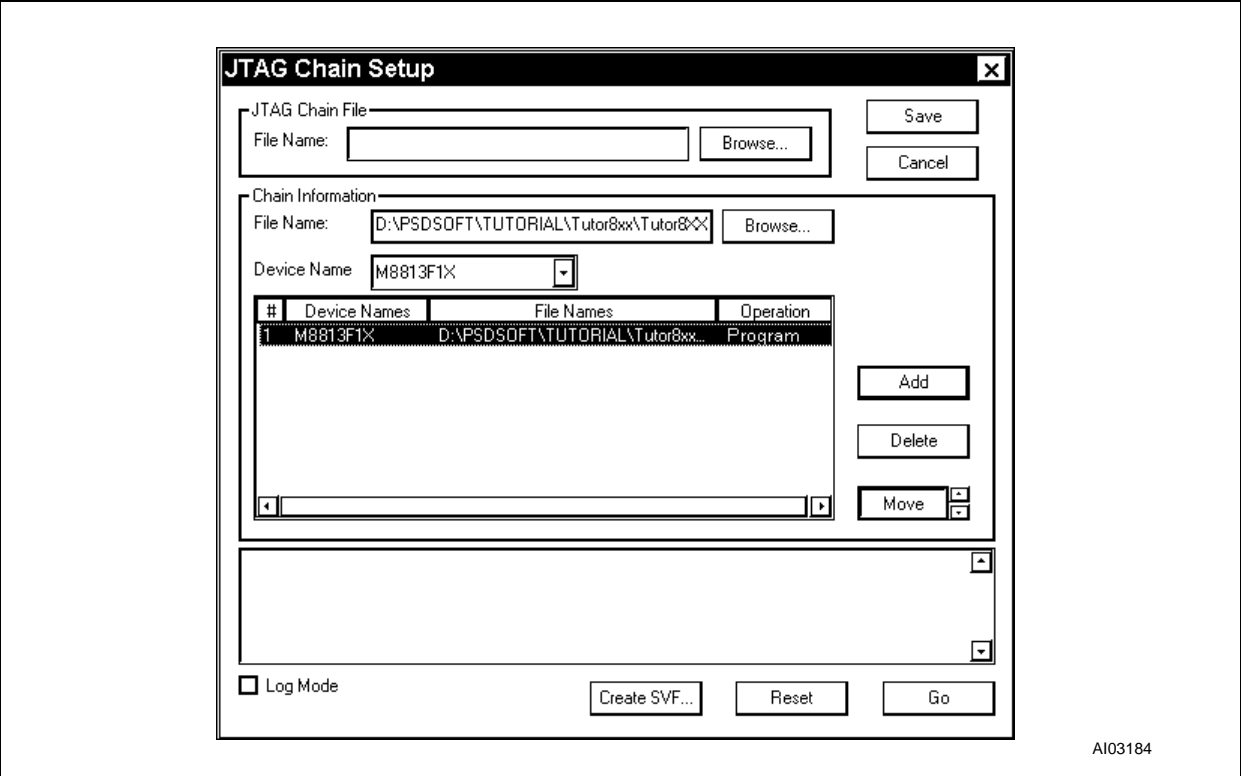 JTAG Chain Setup
JTAG Chain File
File Name:
Browse...
Save
Cancel
Chain Information
File Name: D:\PSDSOFT\TUTORIAL\Tutor8xx\Tutor8XX
Browse...
Device Name M8813F1X
# Device Names File Names Operation
1 M8813F1X D:\PSDSOFT\TUTORIAL\Tutor8xx... Program
Add
Delete
Move
Log Mode
Create SVF... Reset Go
AI03184